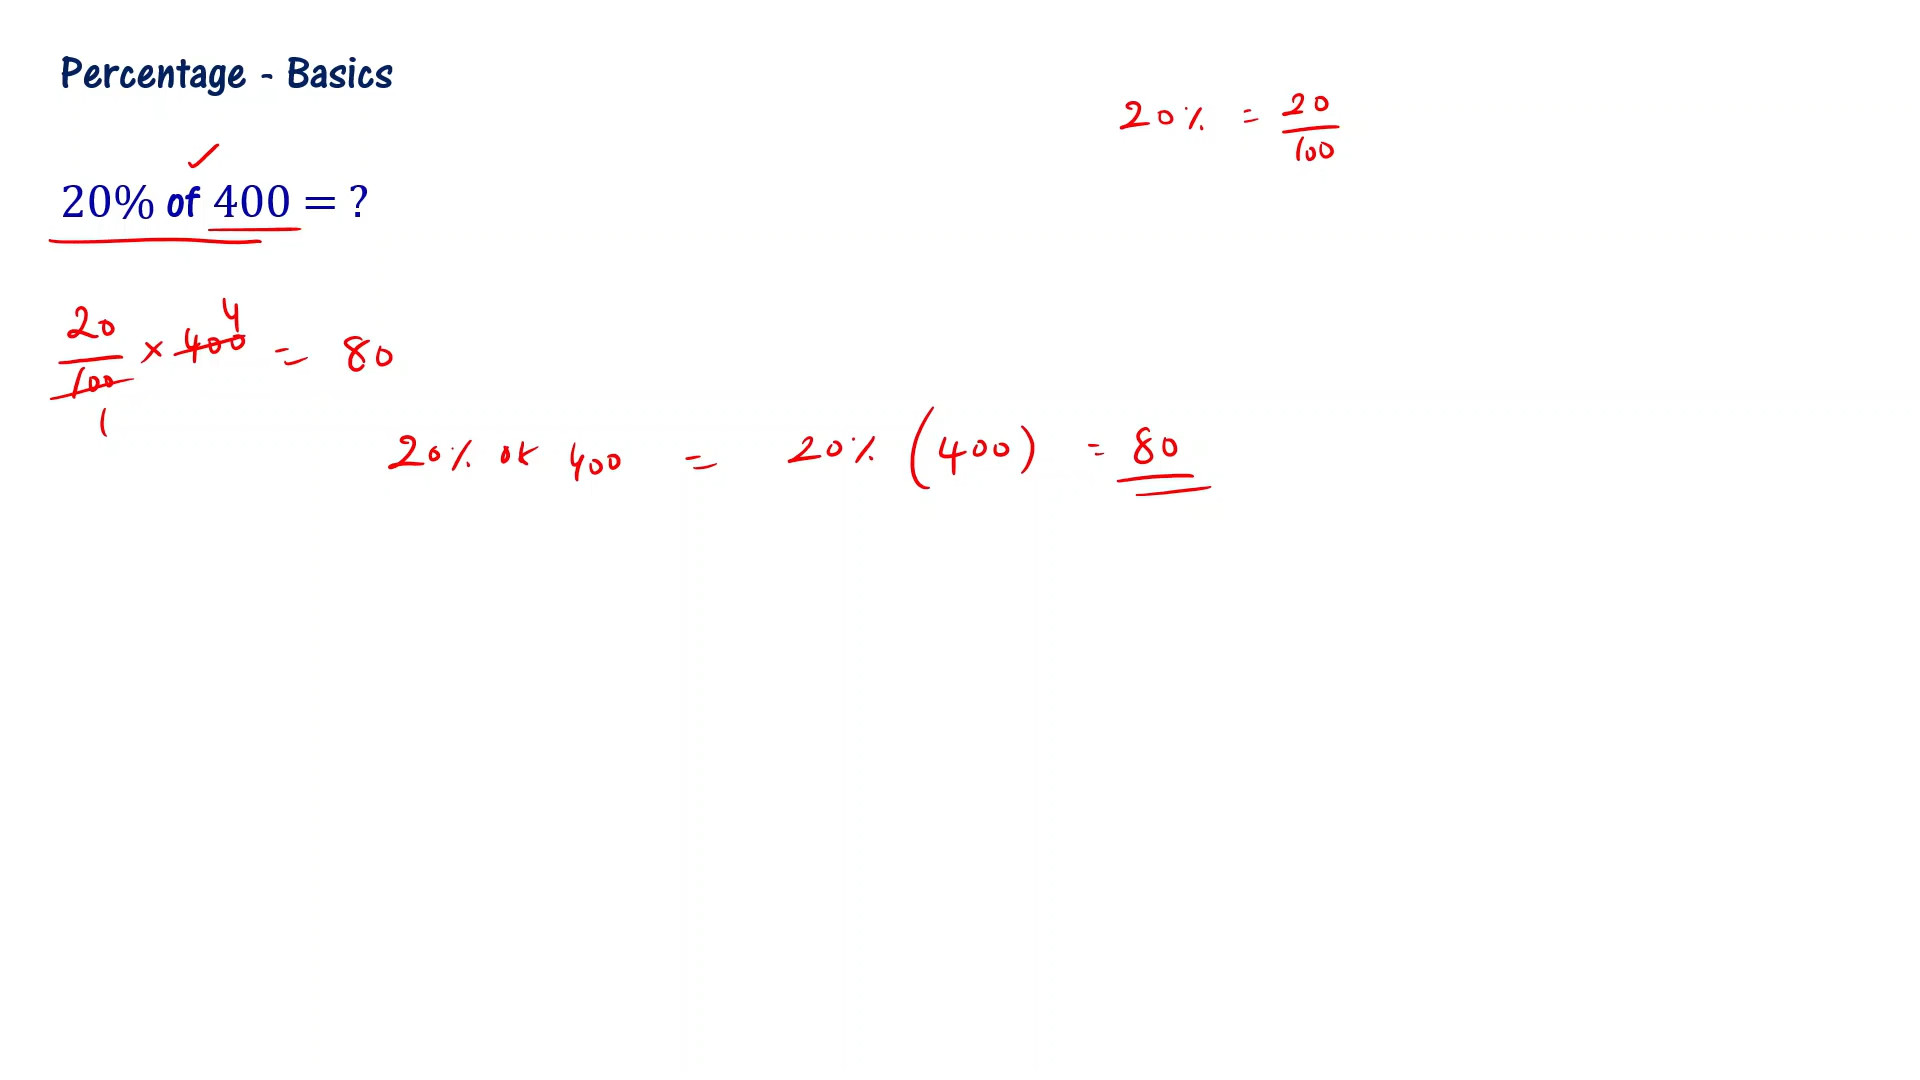 Percentage - Basics
20% = 20/100
✓
20% of 400 = ?
20/100 × 400 = 80
4
1
20% of 400 = 20% (400) = 80